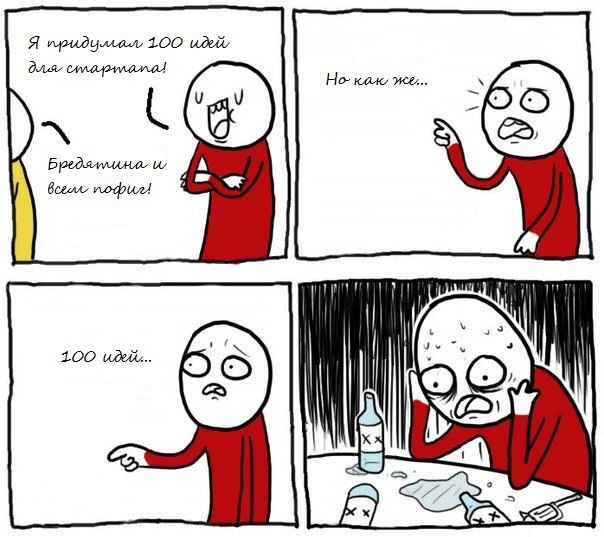 Я придумал 100 идей
для стартапа!
Бредятина и
всем пофиг!
Но как же...
100 идей...
x x
x x
x x